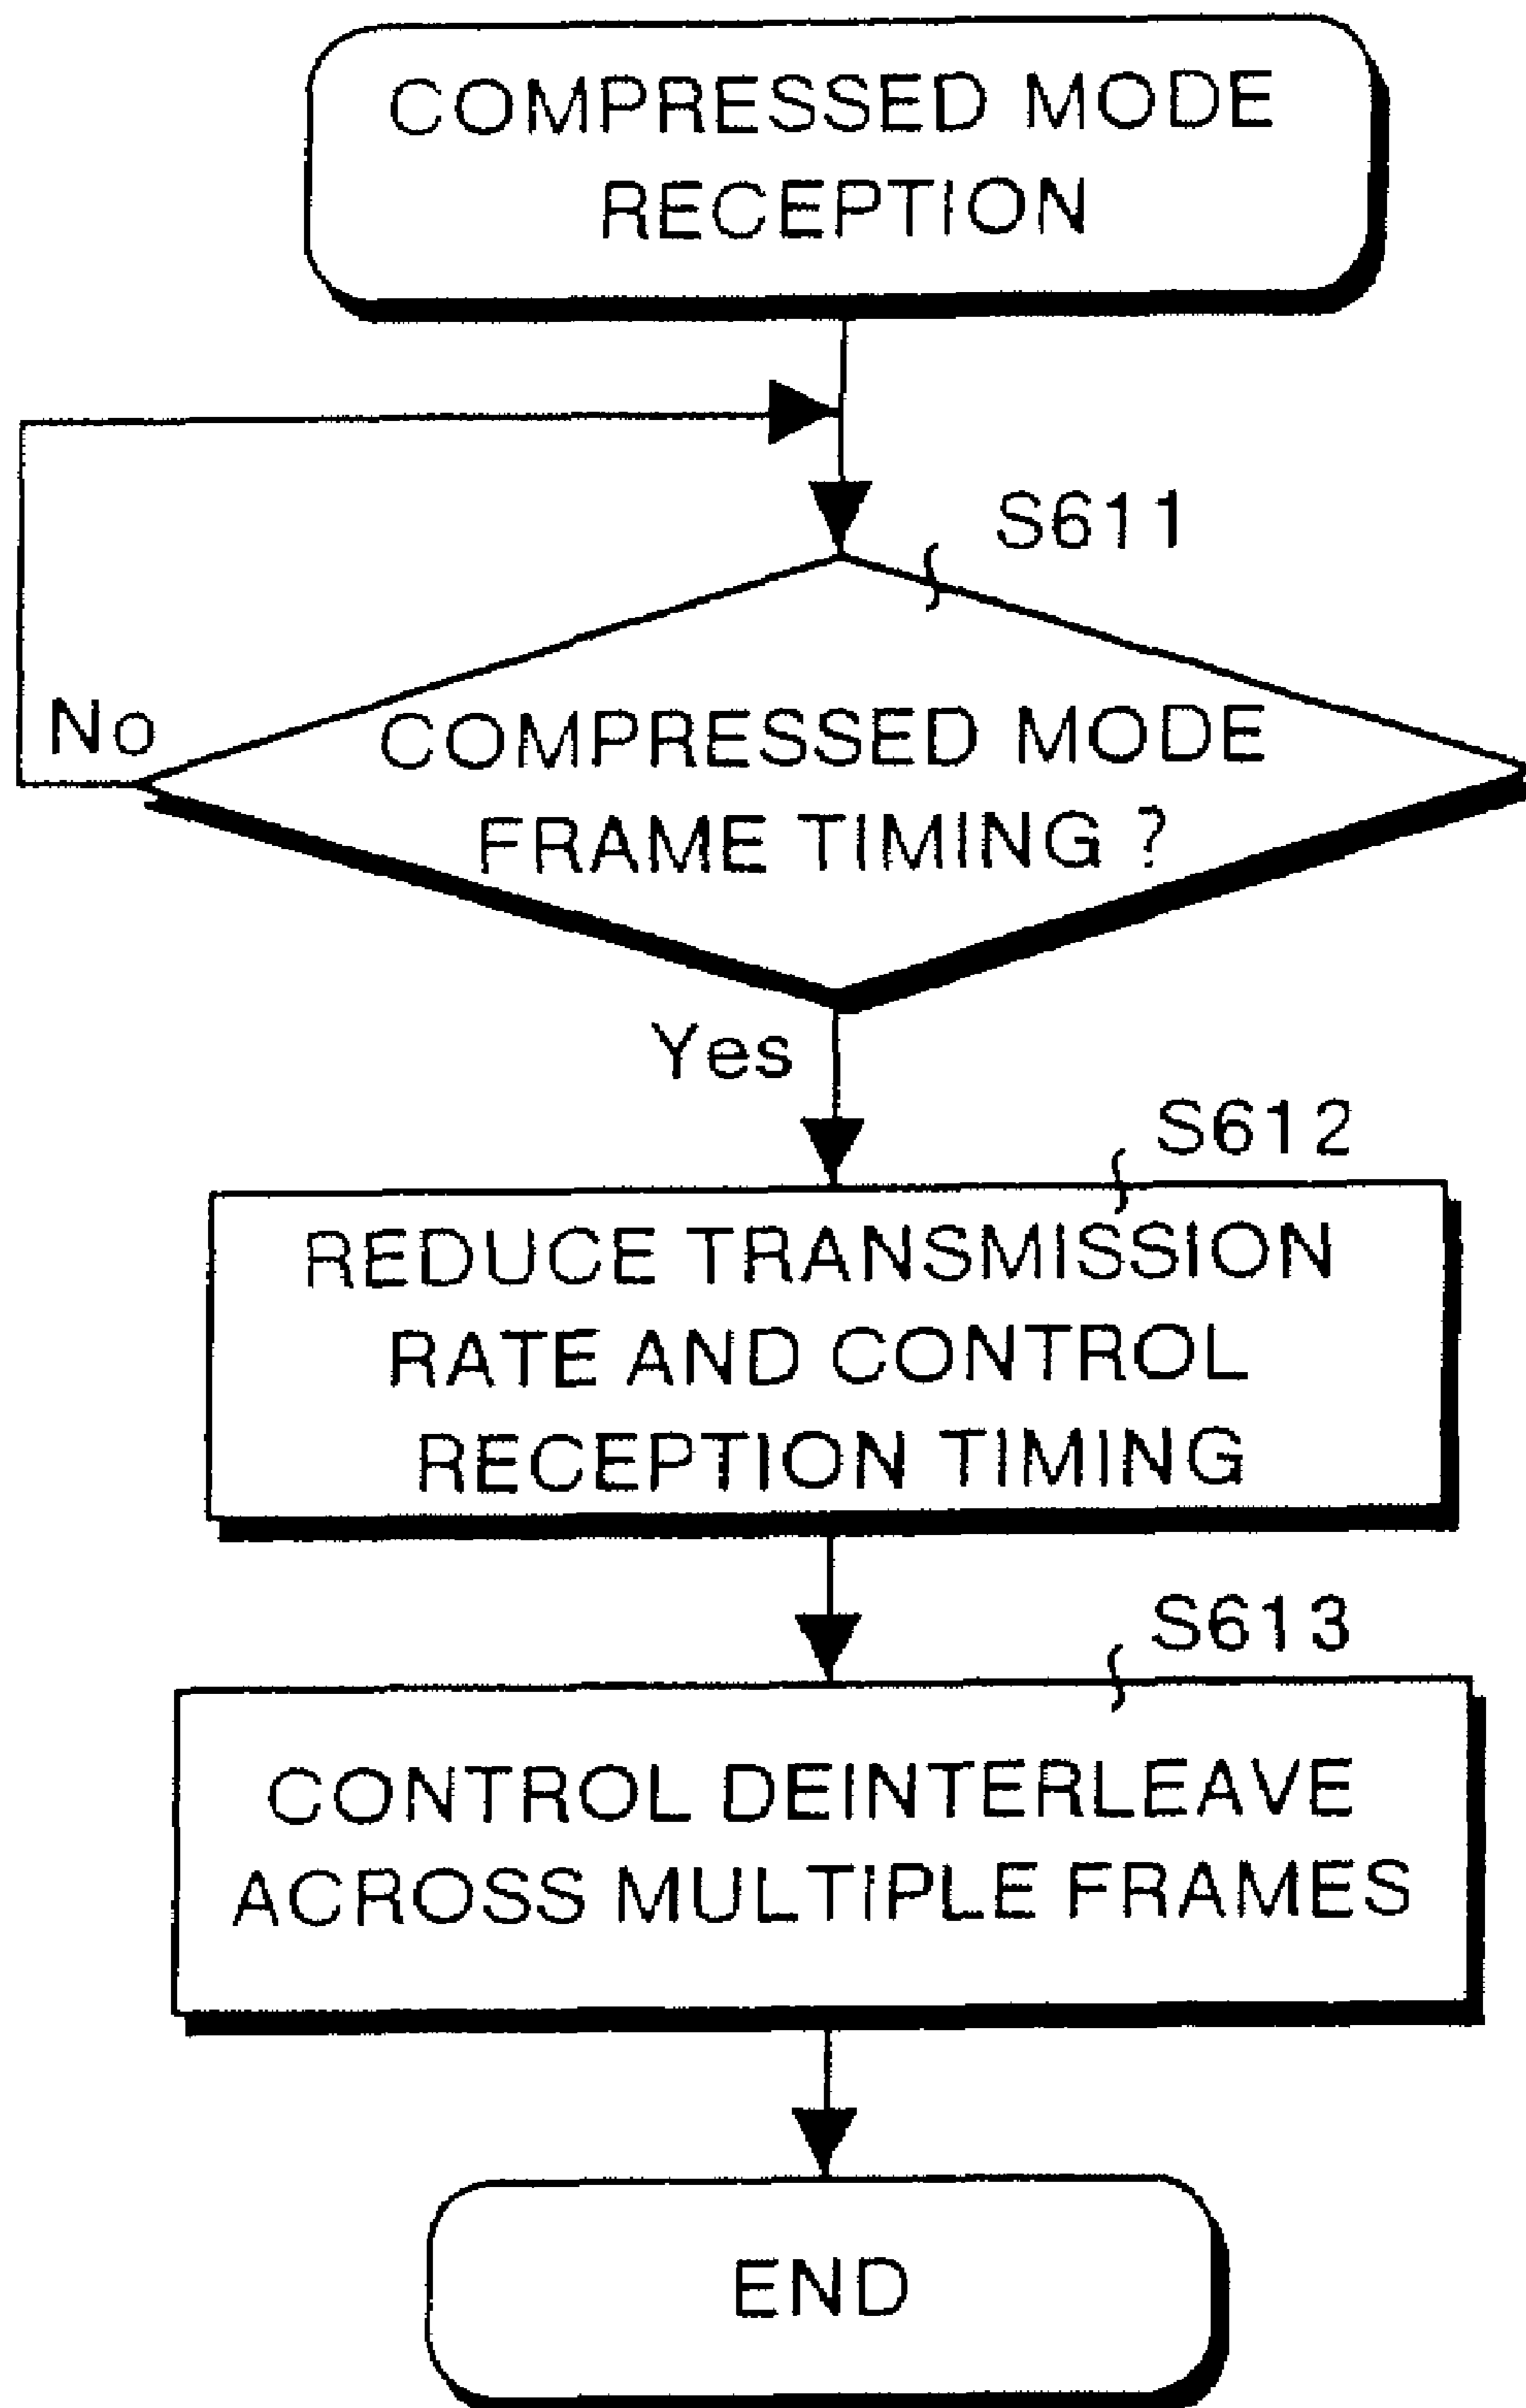 COMPRESSED MODE
RECEPTION
S611
No
COMPRESSED MODE
FRAME TIMING ?
Yes
S612
REDUCE TRANSMISSION
RATE AND CONTROL
RECEPTION TIMING
S613
CONTROL DEINTERLEAVE
ACROSS MULTIPLE FRAMES
END